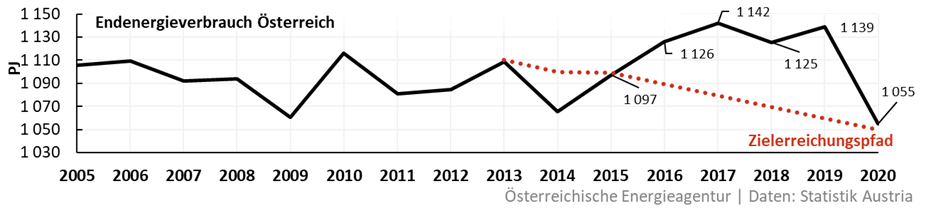 Endenergieverbrauch Österreich
PJ
1 150
1 130
1 110
1 090
1 070
1 050
1 030
1 097
1 126
1 142
1 125
1 139
1 055
Zielerreichungspfad
2005 2006 2007 2008 2009 2010 2011 2012 2013 2014 2015 2016 2017 2018 2019 2020
Österreichische Energieagentur | Daten: Statistik Austria